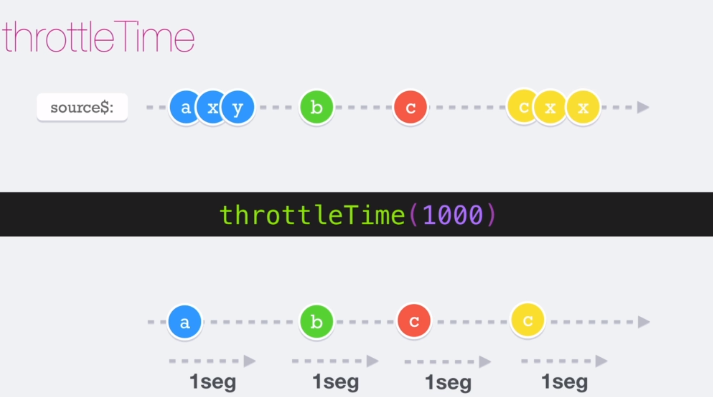 throttleTime
source$: a x y b c c x x
throttleTime(1000)
a b c c
1seg 1seg 1seg 1seg